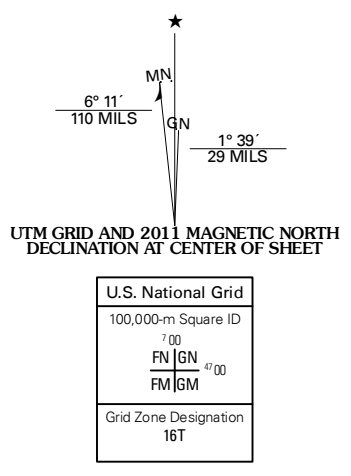 ★
M.N.
6° 11´
110 MILS
GN
1° 39´
29 MILS
UTM GRID AND 2011 MAGNETIC NORTH
DECLINATION AT CENTER OF SHEET
U.S. National Grid
100,000-m Square ID
7 00
FN GN 47 00
FM GM
Grid Zone Designation
16T